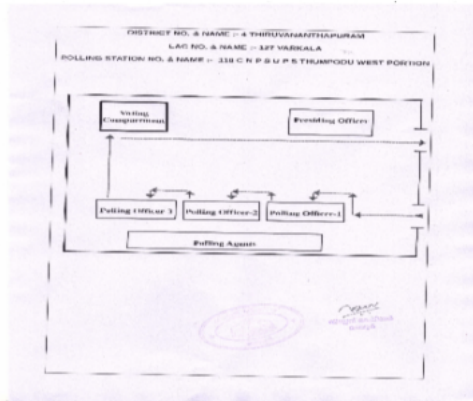 DISTRICT NO. & NAME :- 4 THIRUVANANTHAPURAM
LAC NO. & NAME :- 127 VARKALA
POLLING STATION NO. & NAME :- 118 C N P S U P S THUMPODU WEST PORTION
Voting Compartment
Presiding Officer
Polling Officer 3
Polling Officer-2
Polling Officer-1
Polling Agents